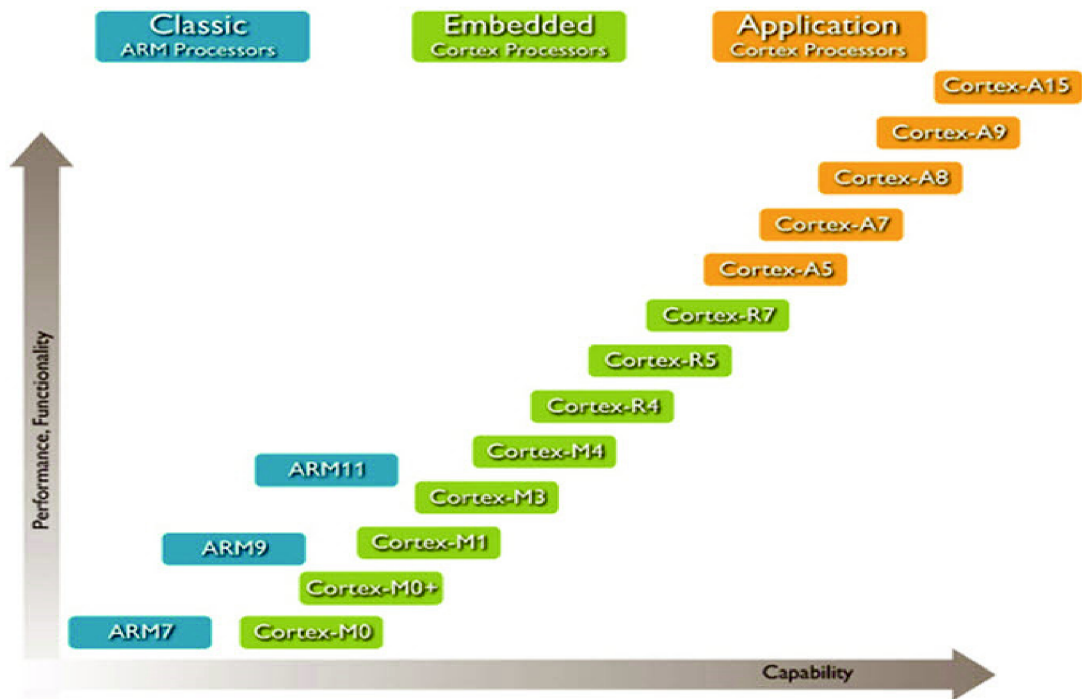 Classic
ARM Processors
Embedded
Cortex Processors
Application
Cortex Processors
Cortex-A15
Cortex-A9
Cortex-A8
Cortex-A7
Cortex-A5
Cortex-R7
Cortex-R5
Cortex-R4
Cortex-M4
ARM11
Cortex-M3
ARM9
Cortex-M1
Cortex-M0+
ARM7
Cortex-M0
Performance, Functionality
Capability